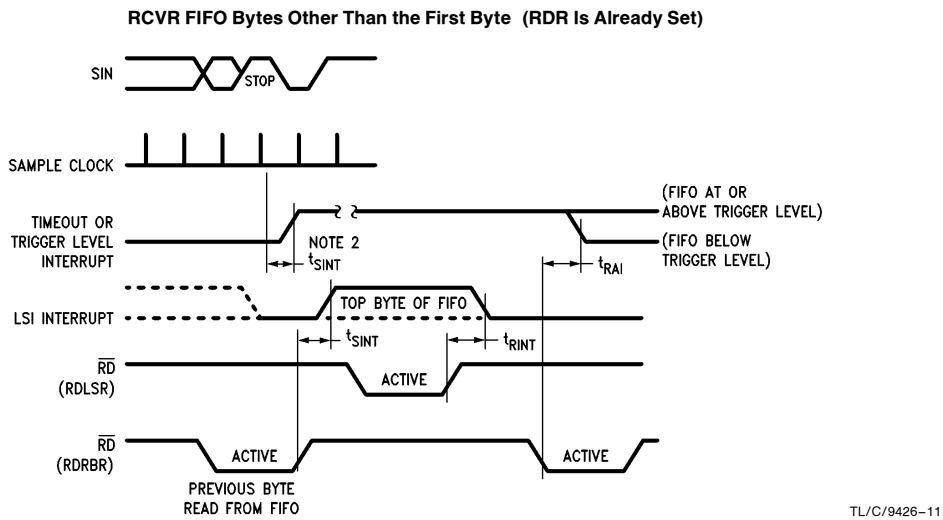 RCVR FIFO Bytes Other Than the First Byte (RDR Is Already Set)
SIN
STOP
SAMPLE CLOCK
TIMEOUT OR
TRIGGER LEVEL
INTERRUPT
NOTE 2
tSINT
(FIFO AT OR
ABOVE TRIGGER LEVEL)
(FIFO BELOW
TRIGGER LEVEL)
tRAI
LSI INTERRUPT
TOP BYTE OF FIFO
tSINT
tRINT
RD
(RDLSR)
ACTIVE
RD
(RDRBR)
ACTIVE
ACTIVE
PREVIOUS BYTE
READ FROM FIFO
TL/C/9426–11